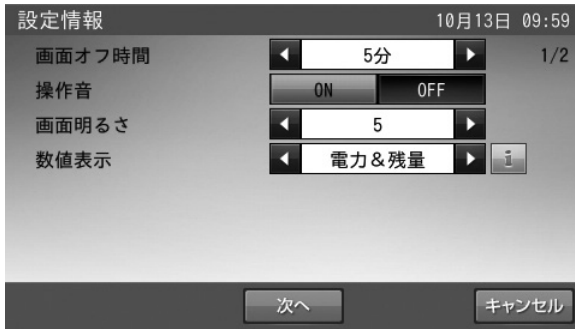 設定情報 10月13日 09:59
画面オフ時間 5分 1/2
操作音 ON OFF
画面明るさ 5
数値表示 電力&残量 i
次へ キャンセル